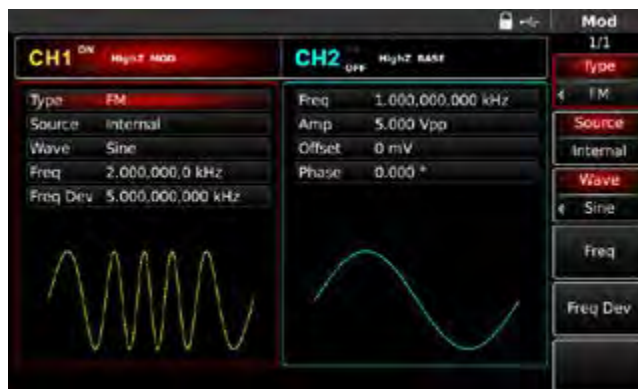 Mod
1/1
CH1 ON HighZ MOD
CH2 OFF HighZ BASE
Type FM
Source Internal
Wave Sine
Freq 2.000,000,0 kHz
Freq Dev 5.000,000,000 kHz
Freq 1.000,000,000 kHz
Amp 5.000 Vpp
Offset 0 mV
Phase 0.000 °
Type
FM
Source
Internal
Wave
Sine
Freq
Freq Dev